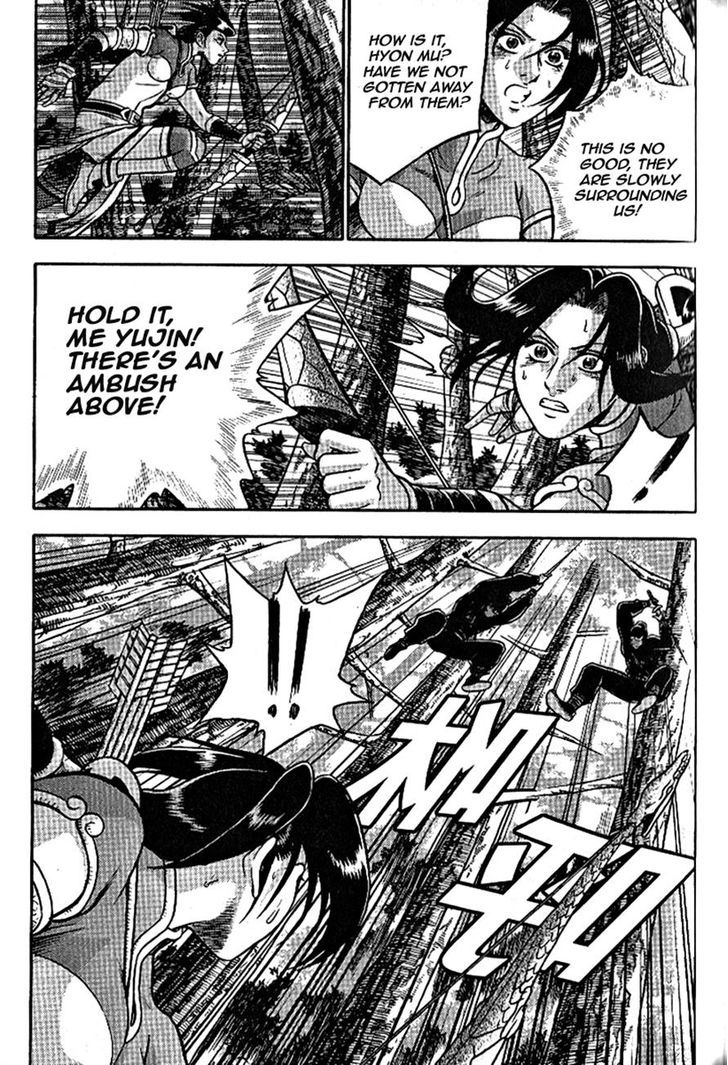 HOW IS IT,
HYON MU?
HAVE WE NOT
GOTTEN AWAY
FROM THEM?
THIS IS NO
GOOD, THEY
ARE SLOWLY
SURROUNDING
US!
HOLD IT,
ME YUJIN!
THERE'S AN
AMBUSH
ABOVE!
!!
!!